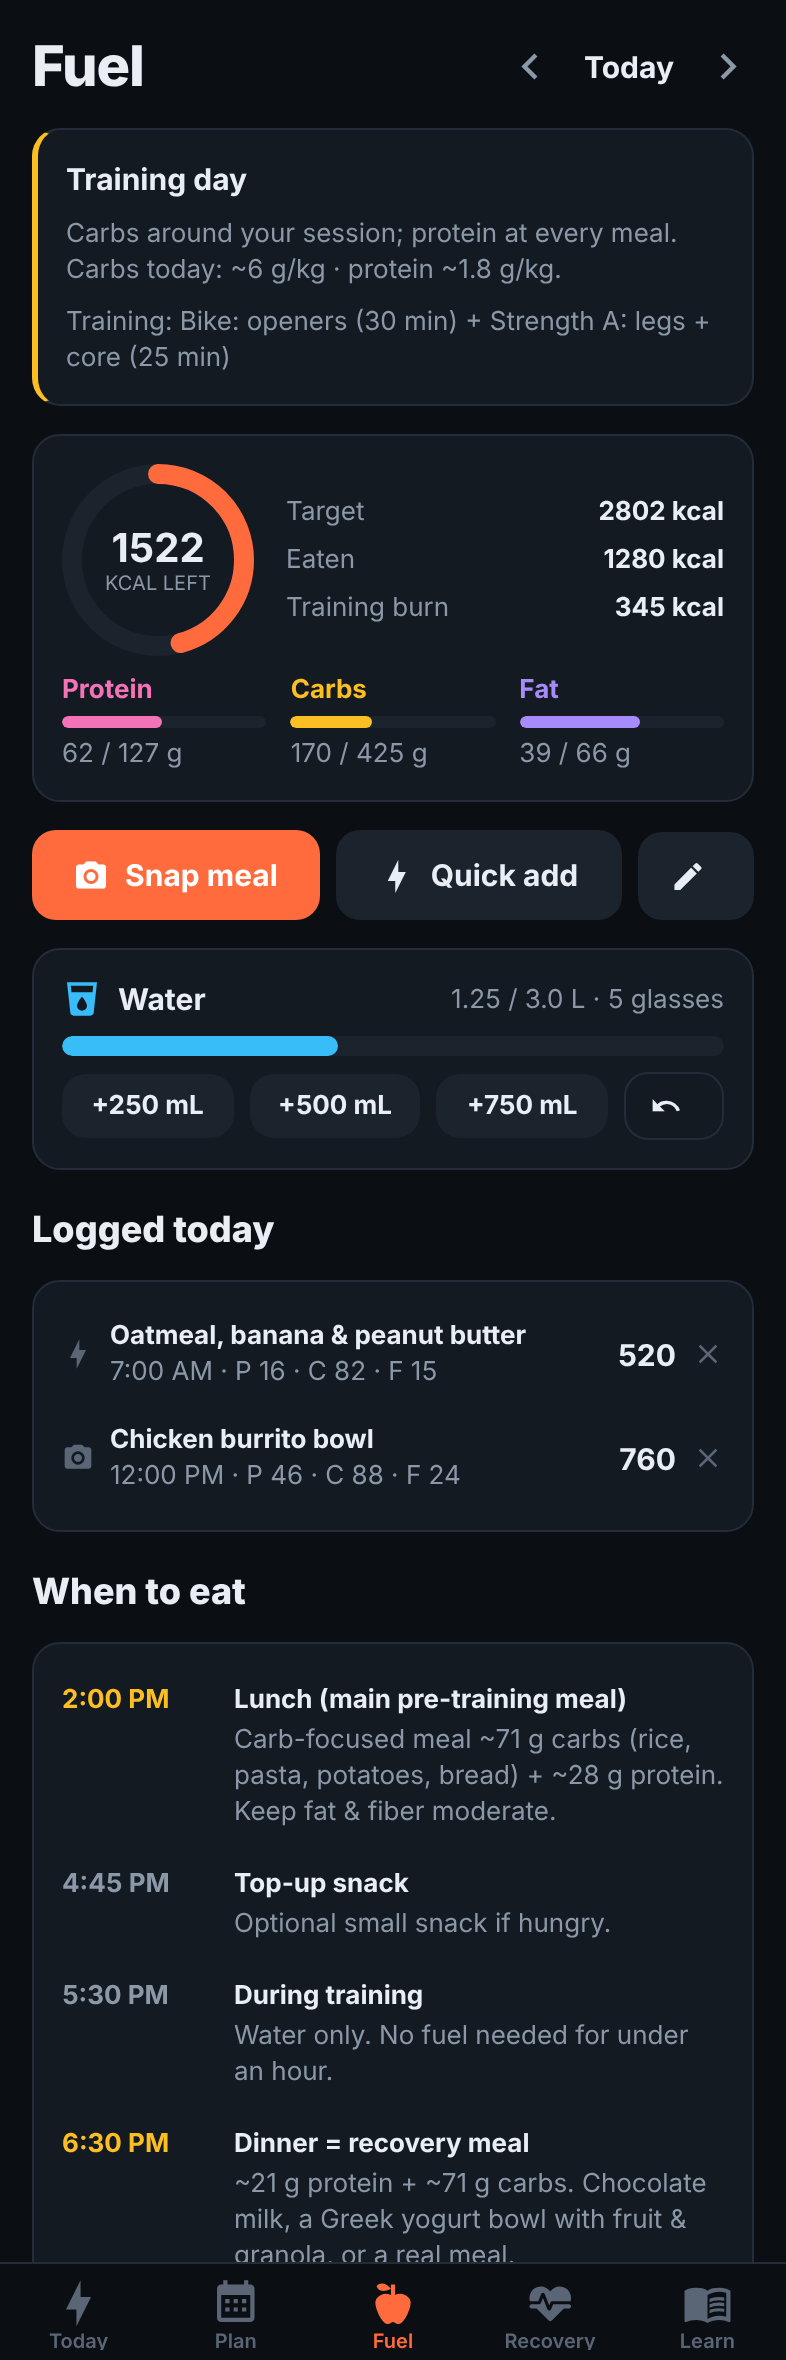 Fuel
Today
Training day
Carbs around your session; protein at every meal.
Carbs today: ~6 g/kg · protein ~1.8 g/kg.
Training: Bike: openers (30 min) + Strength A: legs +
core (25 min)
1522
KCAL LEFT
Target 2802 kcal
Eaten 1280 kcal
Training burn 345 kcal
Protein Carbs Fat
62 / 127 g 170 / 425 g 39 / 66 g
Snap meal Quick add
Water 1.25 / 3.0 L · 5 glasses
+250 mL +500 mL +750 mL
Logged today
Oatmeal, banana & peanut butter
7:00 AM · P 16 · C 82 · F 15
520
Chicken burrito bowl
12:00 PM · P 46 · C 88 · F 24
760
When to eat
2:00 PM Lunch (main pre-training meal)
Carb-focused meal ~71 g carbs (rice,
pasta, potatoes, bread) + ~28 g protein.
Keep fat & fiber moderate.
4:45 PM Top-up snack
Optional small snack if hungry.
5:30 PM During training
Water only. No fuel needed for under
an hour.
6:30 PM Dinner = recovery meal
~21 g protein + ~71 g carbs. Chocolate
milk, a Greek yogurt bowl with fruit &
granola, or a real meal.
Today Plan Fuel Recovery Learn